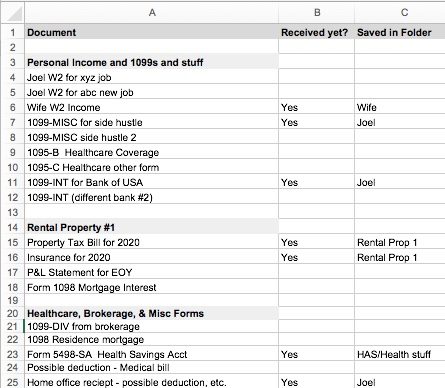 A B C
1 Document Received yet? Saved in Folder
2
3 Personal Income and 1099s and stuff
4 Joel W2 for xyz job
5 Joel W2 for abc new job
6 Wife W2 Income Yes Wife
7 1099-MISC for side hustle Yes Joel
8 1099-MISC side hustle 2
9 1095-B Healthcare Coverage
10 1095-C Healthcare other form
11 1099-INT for Bank of USA Yes Joel
12 1099-INT (different bank #2)
13
14 Rental Property #1
15 Property Tax Bill for 2020 Yes Rental Prop 1
16 Insurance for 2020 Yes Rental Prop 1
17 P&L Statement for EOY
18 Form 1098 Mortgage Interest
19
20 Healthcare, Brokerage, & Misc Forms
21 1099-DIV from brokerage
22 1098 Residence mortgage
23 Form 5498-SA Health Savings Acct Yes HAS/Health stuff
24 Possible deduction - Medical bill
25 Home office reciept - possible deduction, etc. Yes Joel